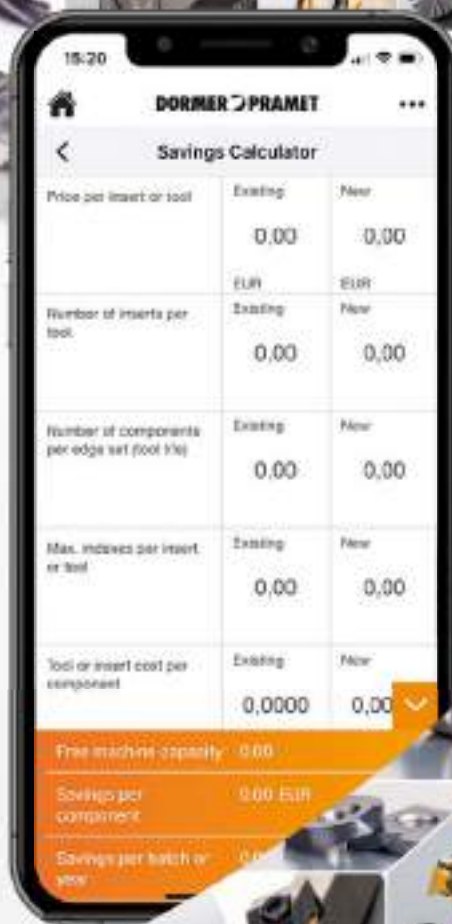 15:20
DORMER PRAMET
Savings Calculator
Price per insert or tool
Existing
New
0.00
0,00
EUR
EUR
Number of inserts per
tool
Existing
New
0,00
0,00
Number of components
per edge set (tool life)
Existing
New
0,00
0,00
Max. indexes per insert
or tool
Existing
New
0,00
0,00
Tool or insert cost per
component
Existing
New
0,0000
0,00
Free machine capacity
0.00
Savings per
component
0.00 EUR
Savings per batch or
year